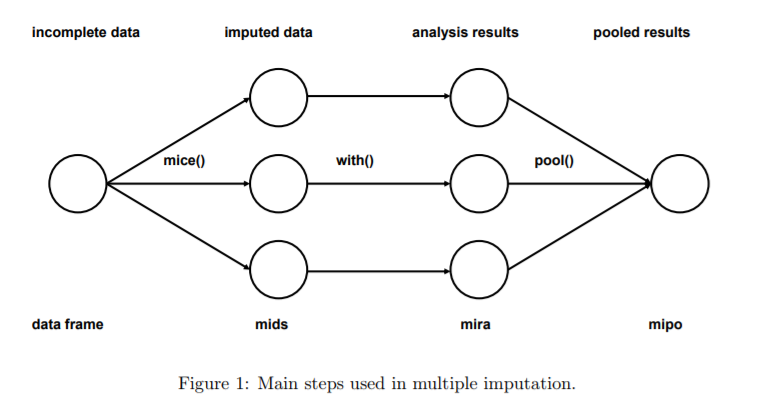 incomplete data imputed data analysis results pooled results
mice() with() pool()
data frame mids mira mipo
Figure 1: Main steps used in multiple imputation.